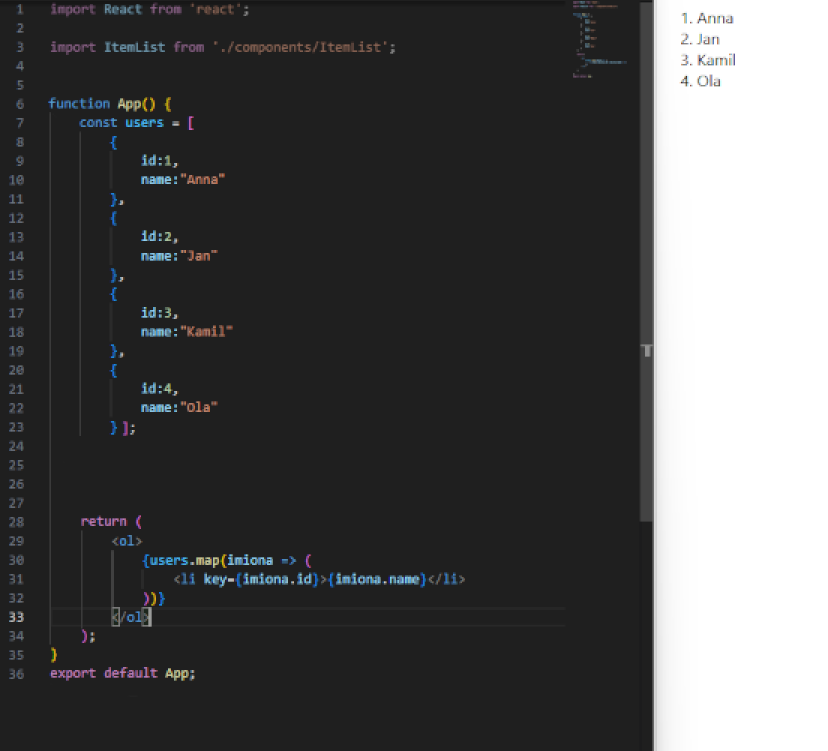 1 import React from 'react';
2
3 import ItemList from './components/ItemList';
4
5
6 function App() {
7 const users = [
8 {
9 id:1,
10 name:"Anna"
11 },
12 {
13 id:2,
14 name:"Jan"
15 },
16 {
17 id:3,
18 name:"Kamil"
19 },
20 {
21 id:4,
22 name:"Ola"
23 } ];
24
25
26
27
28 return (
29 <ol>
30 {users.map(imiona => (
31 <li key={imiona.id}>{imiona.name}</li>
32 ))}
33 </ol>
34 );
35 }
36 export default App;
1. Anna
2. Jan
3. Kamil
4. Ola